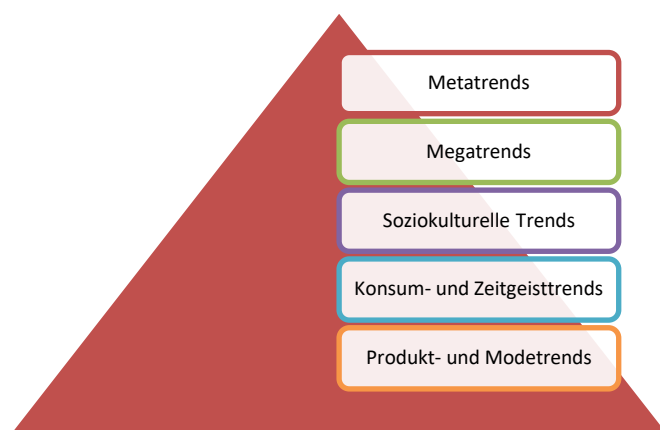 Metatrends
Megatrends
Soziokulturelle Trends
Konsum- und Zeitgeisttrends
Produkt- und Modetrends